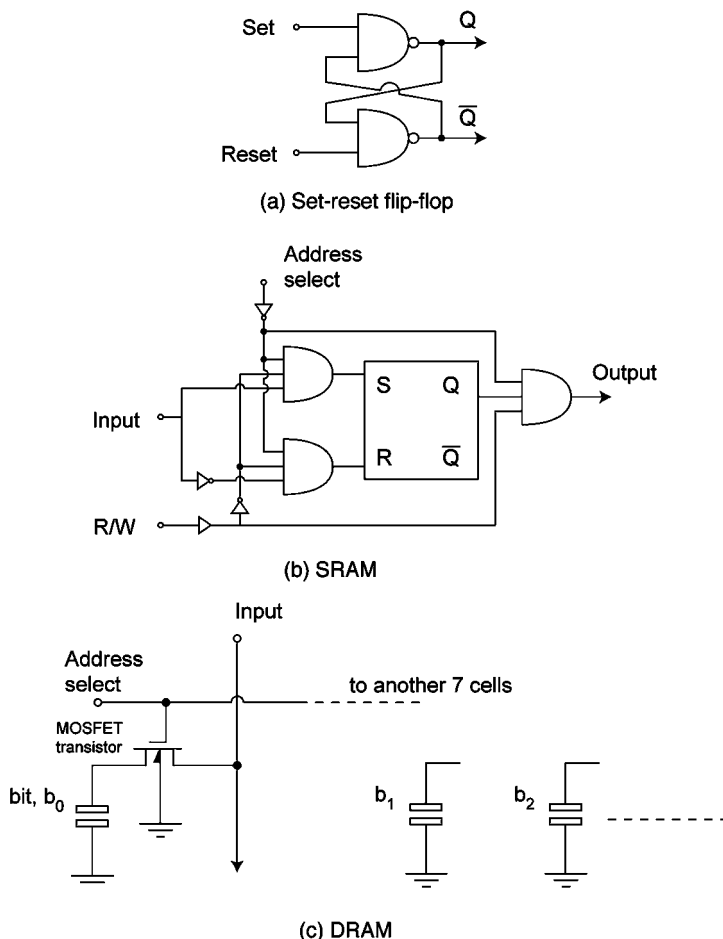 Set
Q
Q̅
Reset
(a) Set-reset flip-flop
Address
select
S Q
Output
Input
R Q̅
R/W
(b) SRAM
Input
Address
select
to another 7 cells
MOSFET
transistor
bit, b₀
b₁
b₂
(c) DRAM